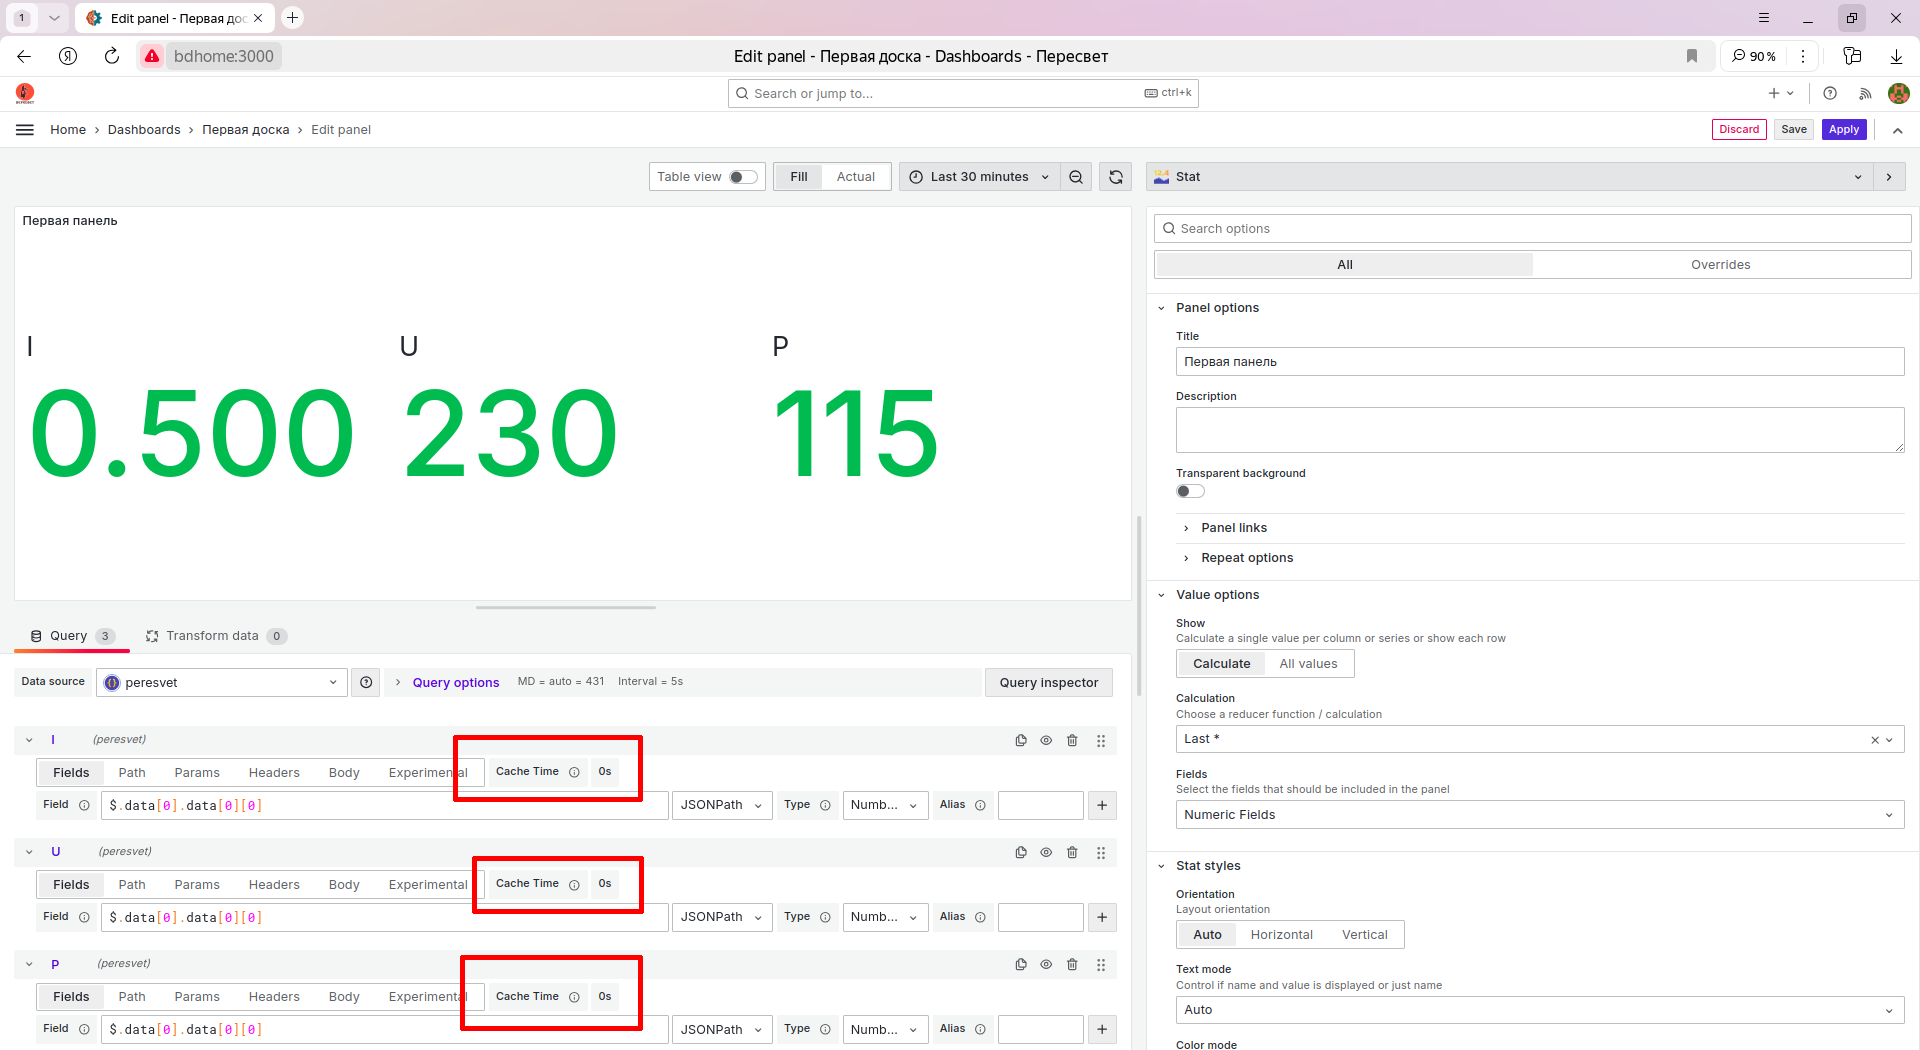 1
Edit panel - Первая дос
bdhome:3000
Edit panel - Первая доска - Dashboards - Пересвет
90 %
Search or jump to...
ctrl+k
Home › Dashboards › Первая доска › Edit panel
Discard
Save
Apply
Table view
Fill
Actual
Last 30 minutes
Stat
Первая панель
I
U
P
0.500
230
115
Search options
All
Overrides
Panel options
Title
Первая панель
Description
Transparent background
Panel links
Repeat options
Value options
Show
Calculate a single value per column or series or show each row
Calculate
All values
Calculation
Choose a reducer function / calculation
Last *
Fields
Select the fields that should be included in the panel
Numeric Fields
Stat styles
Orientation
Layout orientation
Auto
Horizontal
Vertical
Text mode
Control if name and value is displayed or just name
Auto
Color mode
Query 3
Transform data 0
Data source
peresvet
Query options
MD = auto = 431
Interval = 5s
Query inspector
I (peresvet)
Fields Path Params Headers Body Experimental Cache Time 0s
Field $.data[0].data[0][0] JSONPath Type Numb... Alias
U (peresvet)
Fields Path Params Headers Body Experimental Cache Time 0s
Field $.data[0].data[0][0] JSONPath Type Numb... Alias
P (peresvet)
Fields Path Params Headers Body Experimental Cache Time 0s
Field $.data[0].data[0][0] JSONPath Type Numb... Alias